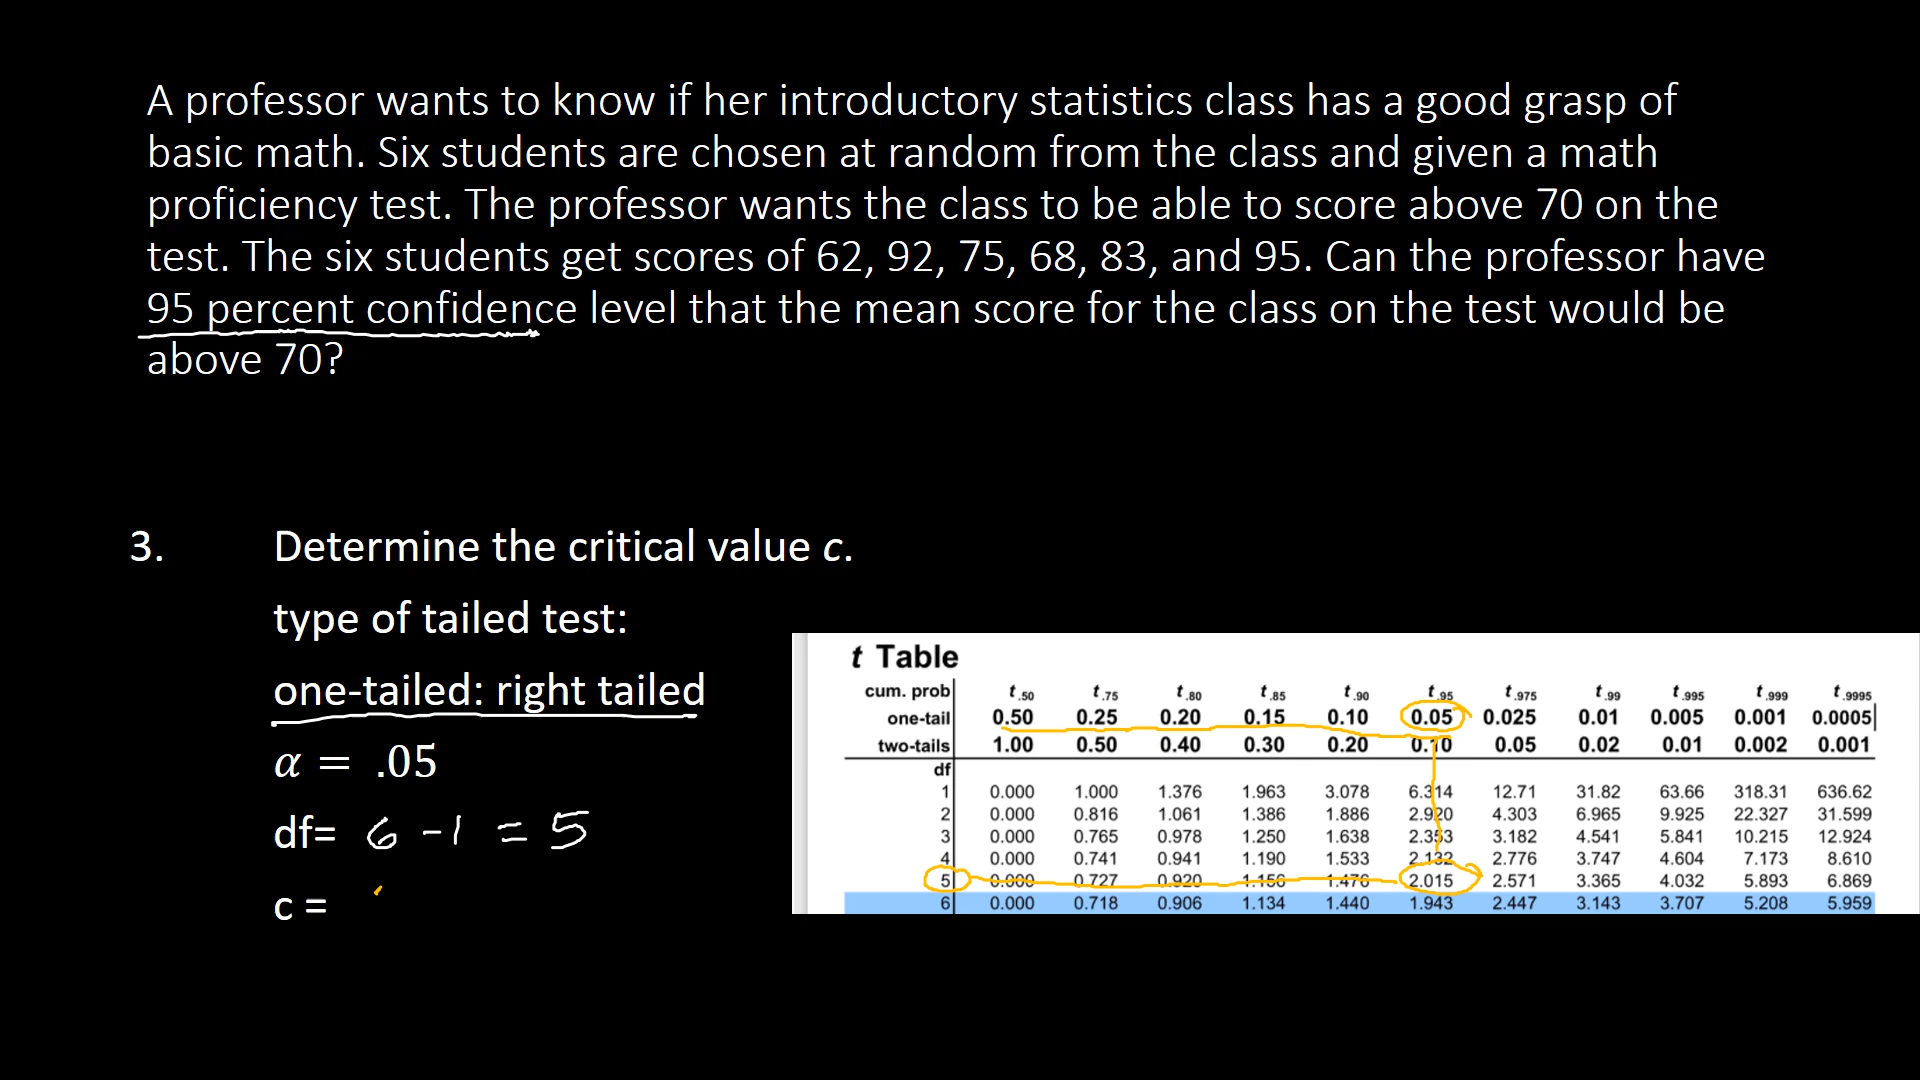 A professor wants to know if her introductory statistics class has a good grasp of
basic math. Six students are chosen at random from the class and given a math
proficiency test. The professor wants the class to be able to score above 70 on the
test. The six students get scores of 62, 92, 75, 68, 83, and 95. Can the professor have
95 percent confidence level that the mean score for the class on the test would be
above 70?
3. Determine the critical value c.
type of tailed test:
one-tailed: right tailed
α = .05
df= 6 - 1 = 5
c =
t Table
cum. prob t.50 t.75 t.80 t.85 t.90 t.95 t.975 t.99 t.995 t.999 t.9995
one-tail 0.50 0.25 0.20 0.15 0.10 0.05 0.025 0.01 0.005 0.001 0.0005
two-tails 1.00 0.50 0.40 0.30 0.20 0.10 0.05 0.02 0.01 0.002 0.001
df
1 0.000 1.000 1.376 1.963 3.078 6.314 12.71 31.82 63.66 318.31 636.62
2 0.000 0.816 1.061 1.386 1.886 2.920 4.303 6.965 9.925 22.327 31.599
3 0.000 0.765 0.978 1.250 1.638 2.353 3.182 4.541 5.841 10.215 12.924
4 0.000 0.741 0.941 1.190 1.533 2.132 2.776 3.747 4.604 7.173 8.610
5 0.000 0.727 0.920 1.156 1.476 2.015 2.571 3.365 4.032 5.893 6.869
6 0.000 0.718 0.906 1.134 1.440 1.943 2.447 3.143 3.707 5.208 5.959